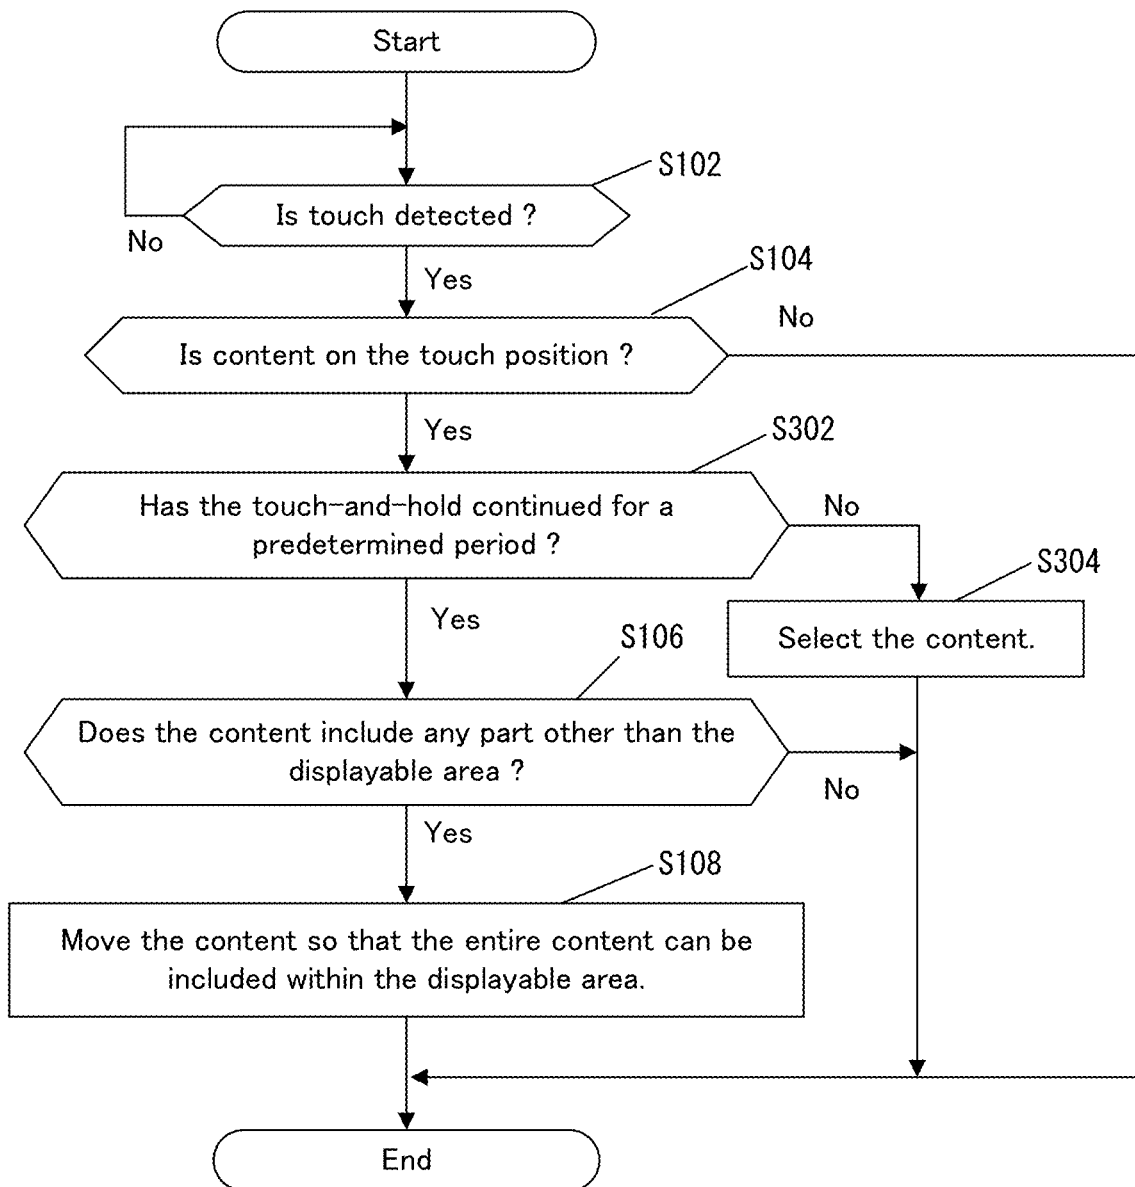 Start
S102
Is touch detected ?
No
Yes
S104
No
Is content on the touch position ?
Yes
S302
Has the touch-and-hold continued for a
predetermined period ?
No
S304
Yes
Select the content.
S106
Does the content include any part other than the
displayable area ?
No
Yes
S108
Move the content so that the entire content can be
included within the displayable area.
End